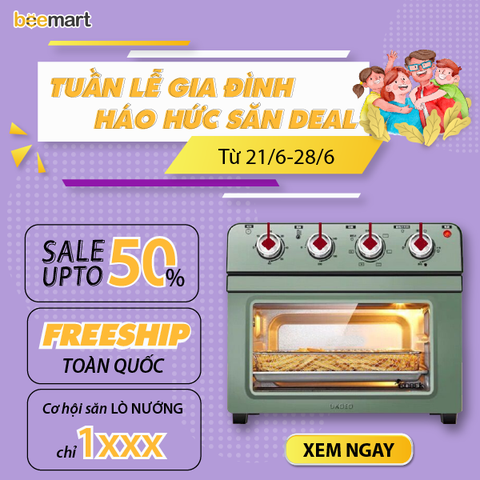 beemart
TUẦN LỄ GIA ĐÌNH
HÁO HỨC SĂN DEAL
Từ 21/6-28/6
SALE UPTO 50%
FREESHIP
TOÀN QUỐC
Cơ hội săn LÒ NƯỚNG
chỉ 1xxx
GAOLO
XEM NGAY